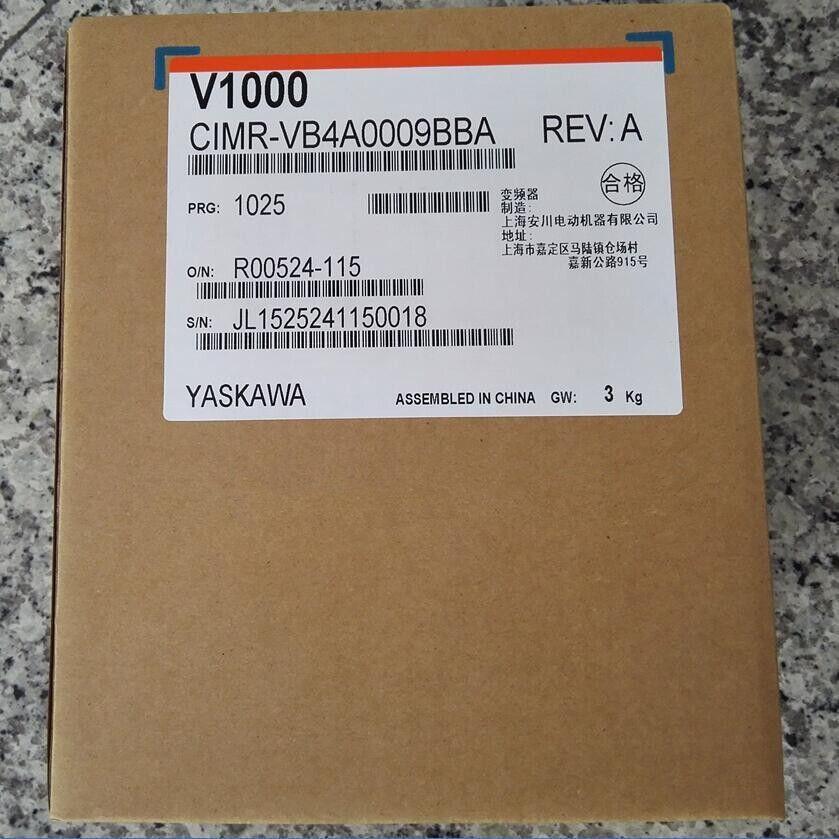 V1000
CIMR-VB4A0009BBA REV: A
合格
PRG: 1025
变频器
制造:
上海安川电动机器有限公司
地址:
上海市嘉定区马陆镇仓场村
嘉新公路915号
O/N: R00524-115
S/N: JL1525241150018
YASKAWA ASSEMBLED IN CHINA GW: 3 Kg